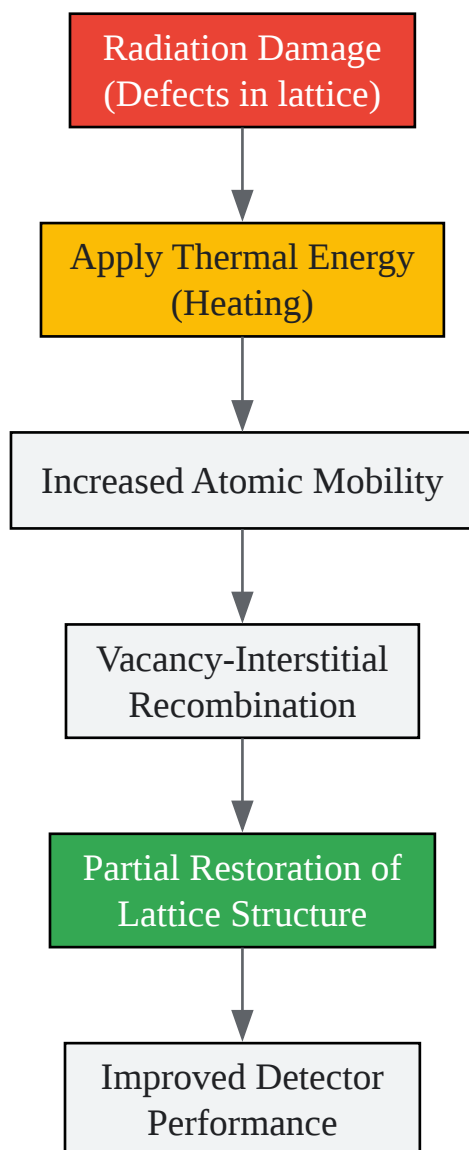 Radiation Damage
(Defects in lattice)
Apply Thermal Energy
(Heating)
Increased Atomic Mobility
Vacancy-Interstitial
Recombination
Partial Restoration of
Lattice Structure
Improved Detector
Performance